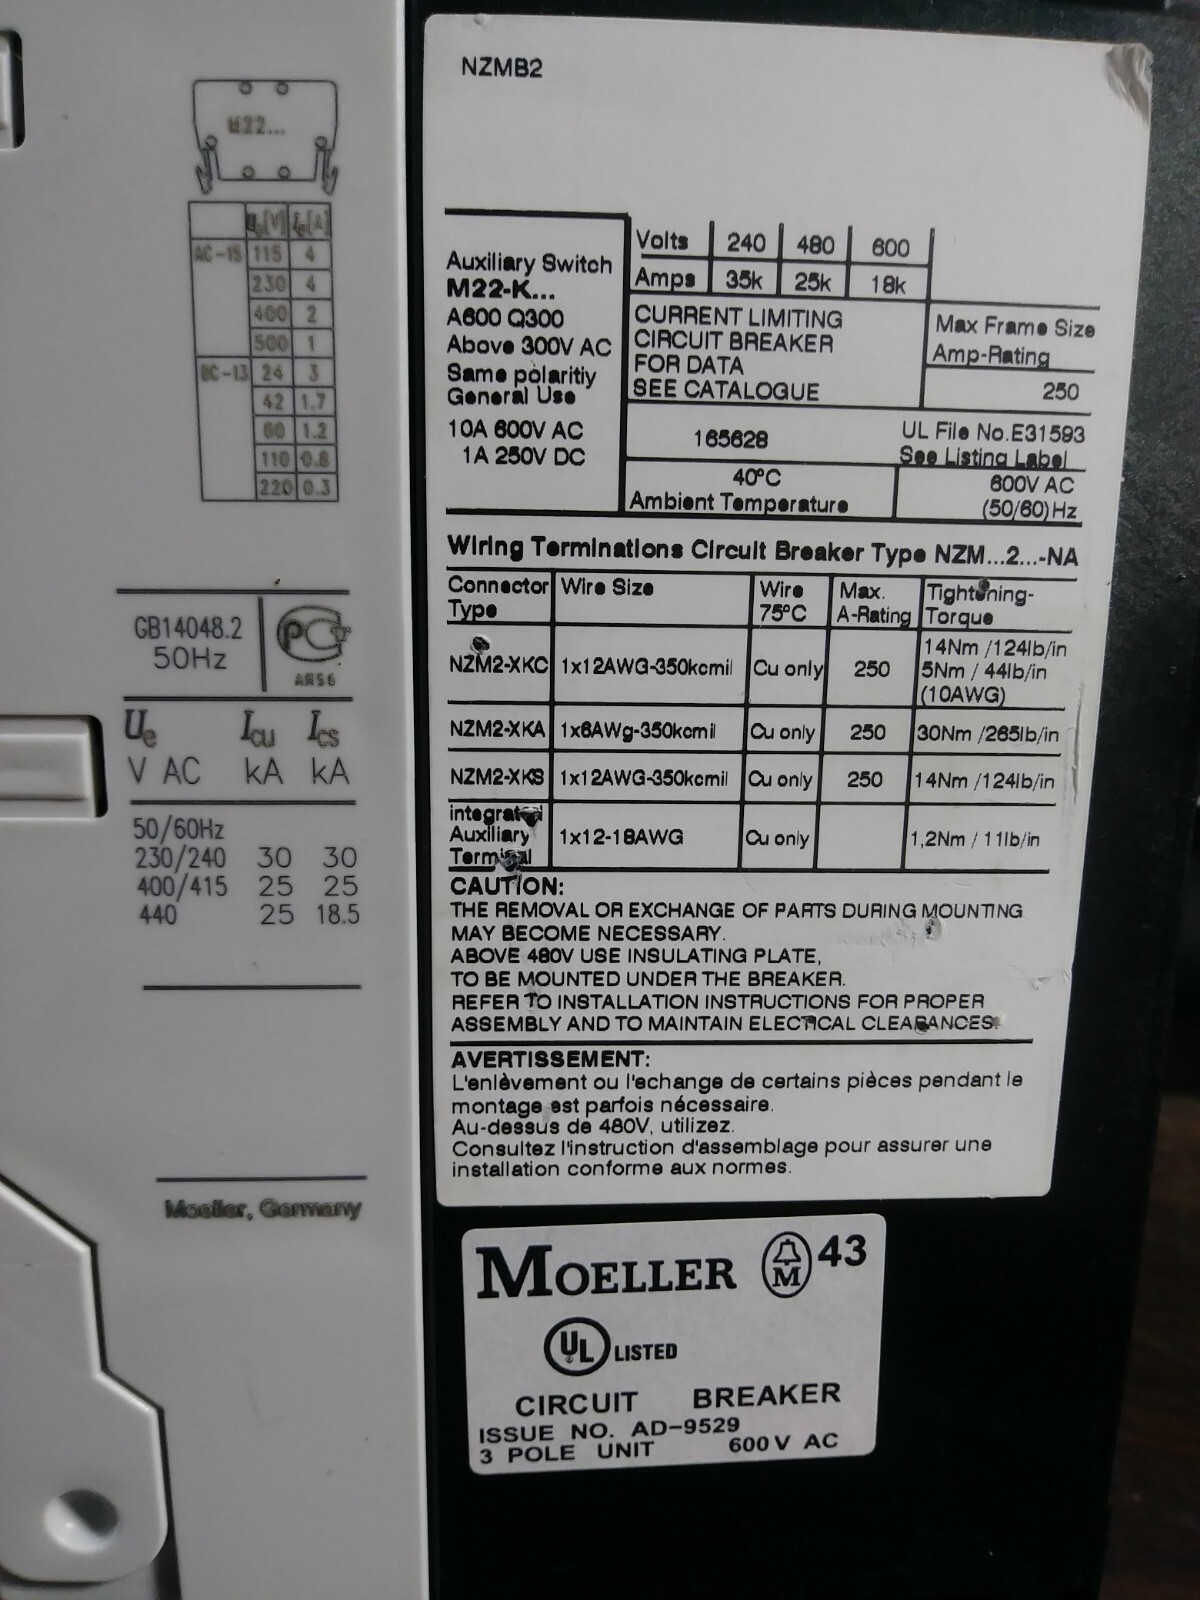 M22...
Ue[V] Ie[A]
AC-15 115 4
230 4
400 2
500 1
DC-13 24 3
42 1.7
60 1.2
110 0.8
220 0.3
GB14048.2
50Hz
PC
AR56
Ue Icu Ics
V AC kA kA
50/60Hz
230/240 30 30
400/415 25 25
440 25 18.5
Moeller, Germany
NZMB2
Auxiliary Switch
M22-K...
A600 Q300
Above 300V AC
Same polaritiy
General Use
10A 600V AC
1A 250V DC
Volts 240 480 600
Amps 35k 25k 18k
CURRENT LIMITING
CIRCUIT BREAKER
FOR DATA
SEE CATALOGUE
Max Frame Size
Amp-Rating
250
165628
UL File No.E31593
See Listing Label
40°C
Ambient Temperature
600V AC
(50/60)Hz
Wiring Terminations Circuit Breaker Type NZM...2...-NA
Connector Type Wire Size Wire 75°C Max. A-Rating Tightening-Torque
NZM2-XKC 1x12AWG-350kcmil Cu only 250 14Nm /124lb/in
5Nm / 44lb/in
(10AWG)
NZM2-XKA 1x6AWg-350kcmil Cu only 250 30Nm /265lb/in
NZM2-XKS 1x12AWG-350kcmil Cu only 250 14Nm /124lb/in
integrated
Auxiliary
Terminal 1x12-18AWG Cu only 1,2Nm / 11lb/in
CAUTION:
THE REMOVAL OR EXCHANGE OF PARTS DURING MOUNTING
MAY BECOME NECESSARY.
ABOVE 480V USE INSULATING PLATE,
TO BE MOUNTED UNDER THE BREAKER.
REFER TO INSTALLATION INSTRUCTIONS FOR PROPER
ASSEMBLY AND TO MAINTAIN ELECTICAL CLEARANCES.
AVERTISSEMENT:
L'enlèvement ou l'echange de certains pièces pendant le
montage est parfois nécessaire.
Au-dessus de 480V, utilizez.
Consultez l'instruction d'assemblage pour assurer une
installation conforme aux normes.
MOELLER M 43
UL LISTED
CIRCUIT BREAKER
ISSUE NO. AD-9529
3 POLE UNIT 600V AC